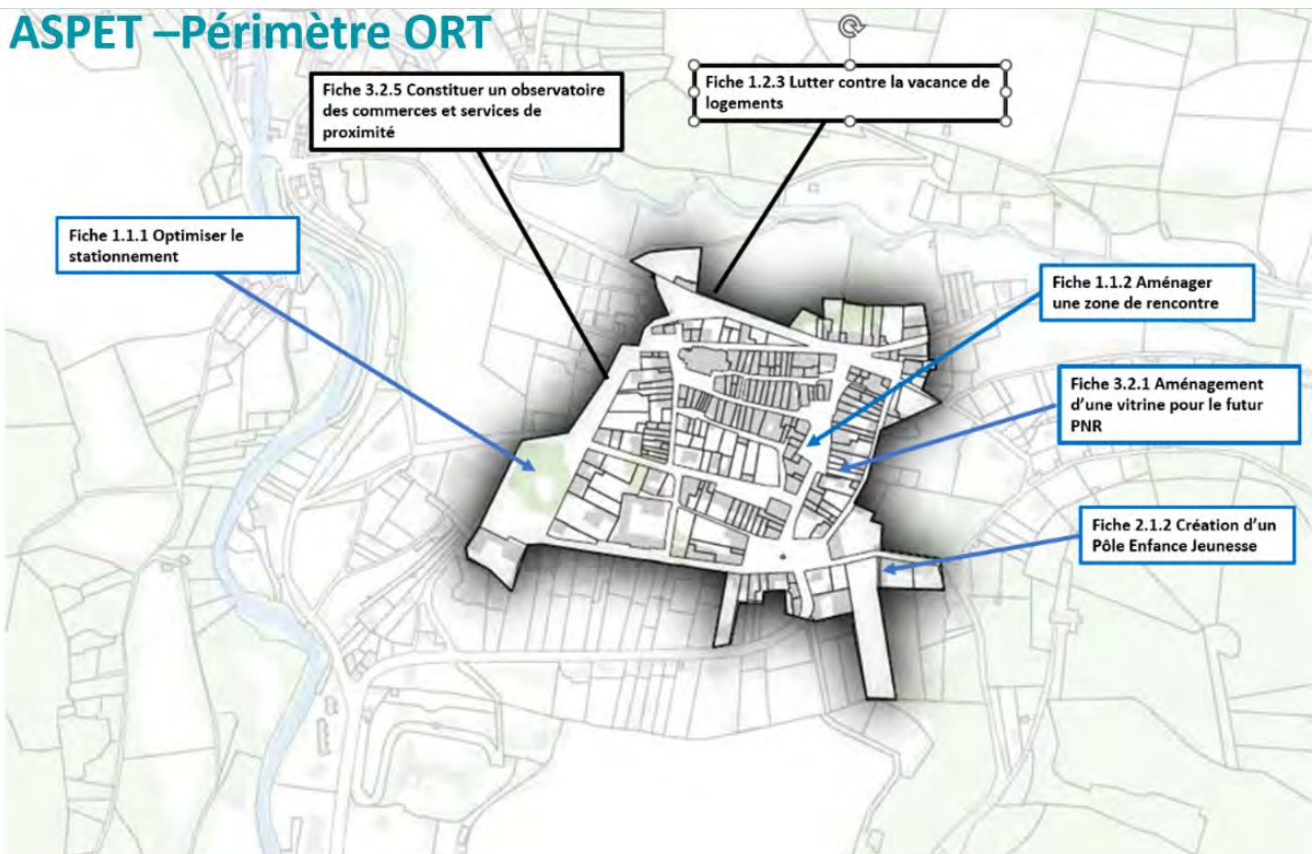 ASPET –Périmètre ORT
Fiche 3.2.5 Constituer un observatoire
des commerces et services de
proximité
Fiche 1.2.3 Lutter contre la vacance de
logements
Fiche 1.1.1 Optimiser le
stationnement
Fiche 1.1.2 Aménager
une zone de rencontre
Fiche 3.2.1 Aménagement
d’une vitrine pour le futur
PNR
Fiche 2.1.2 Création d’un
Pôle Enfance Jeunesse